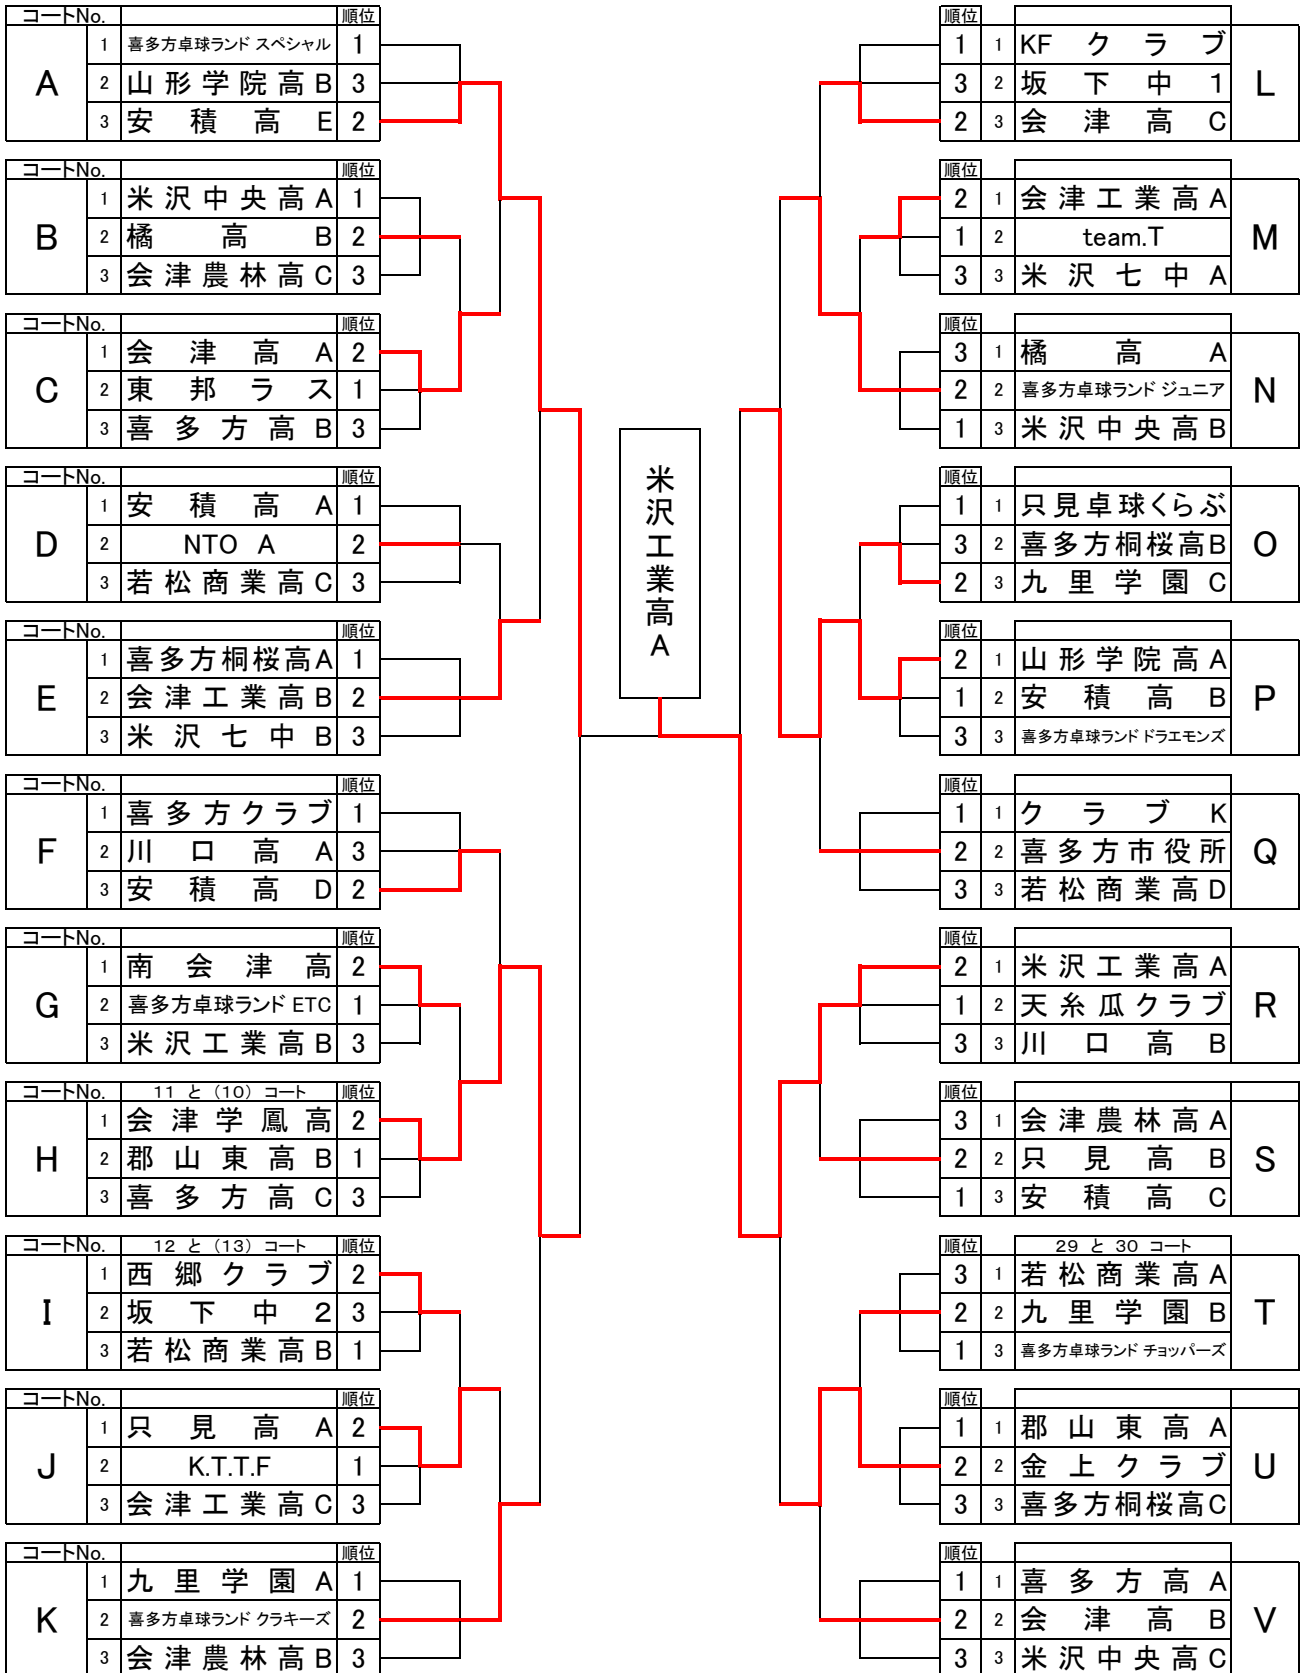 コートNo. 順位
A
1 喜多方卓球ランド スペシャル 1
2 山形学院高B 3
3 安積高E 2
コートNo. 順位
B
1 米沢中央高A 1
2 橘高B 2
3 会津農林高C 3
コートNo. 順位
C
1 会津高A 2
2 東邦ラス 1
3 喜多方高B 3
コートNo. 順位
D
1 安積高A 1
2 NTO A 2
3 若松商業高C 3
コートNo. 順位
E
1 喜多方桐桜高A 1
2 会津工業高B 2
3 米沢七中B 3
コートNo. 順位
F
1 喜多方クラブ 1
2 川口高A 3
3 安積高D 2
コートNo. 順位
G
1 南会津高 2
2 喜多方卓球ランド ETC 1
3 米沢工業高B 3
コートNo. 11 と (10) コート 順位
H
1 会津学鳳高 2
2 郡山東高B 1
3 喜多方高C 3
コートNo. 12 と (13) コート 順位
I
1 西郷クラブ 2
2 坂下中2 3
3 若松商業高B 1
コートNo. 順位
J
1 只見高A 2
2 K.T.T.F 1
3 会津工業高C 3
コートNo. 順位
K
1 九里学園A 1
2 喜多方卓球ランド クラキーズ 2
3 会津農林高B 3
米沢工業高A
順位
1 1 KFクラブ
3 2 坂下中1
2 3 会津高C
L
順位
2 1 会津工業高A
1 2 team.T
3 3 米沢七中A
M
順位
3 1 橘高A
2 2 喜多方卓球ランド ジュニア
1 3 米沢中央高B
N
順位
1 1 只見卓球くらぶ
3 2 喜多方桐桜高B
2 3 九里学園C
O
順位
2 1 山形学院高A
1 2 安積高B
3 3 喜多方卓球ランド ドラエモンズ
P
順位
1 1 クラブK
2 2 喜多方市役所
3 3 若松商業高D
Q
順位
2 1 米沢工業高A
1 2 天糸瓜クラブ
3 3 川口高B
R
順位
3 1 会津農林高A
2 2 只見高B
1 3 安積高C
S
順位 29 と 30 コート
3 1 若松商業高A
2 2 九里学園B
1 3 喜多方卓球ランド チョッパーズ
T
順位
1 1 郡山東高A
2 2 金上クラブ
3 3 喜多方桐桜高C
U
順位
1 1 喜多方高A
2 2 会津高B
3 3 米沢中央高C
V